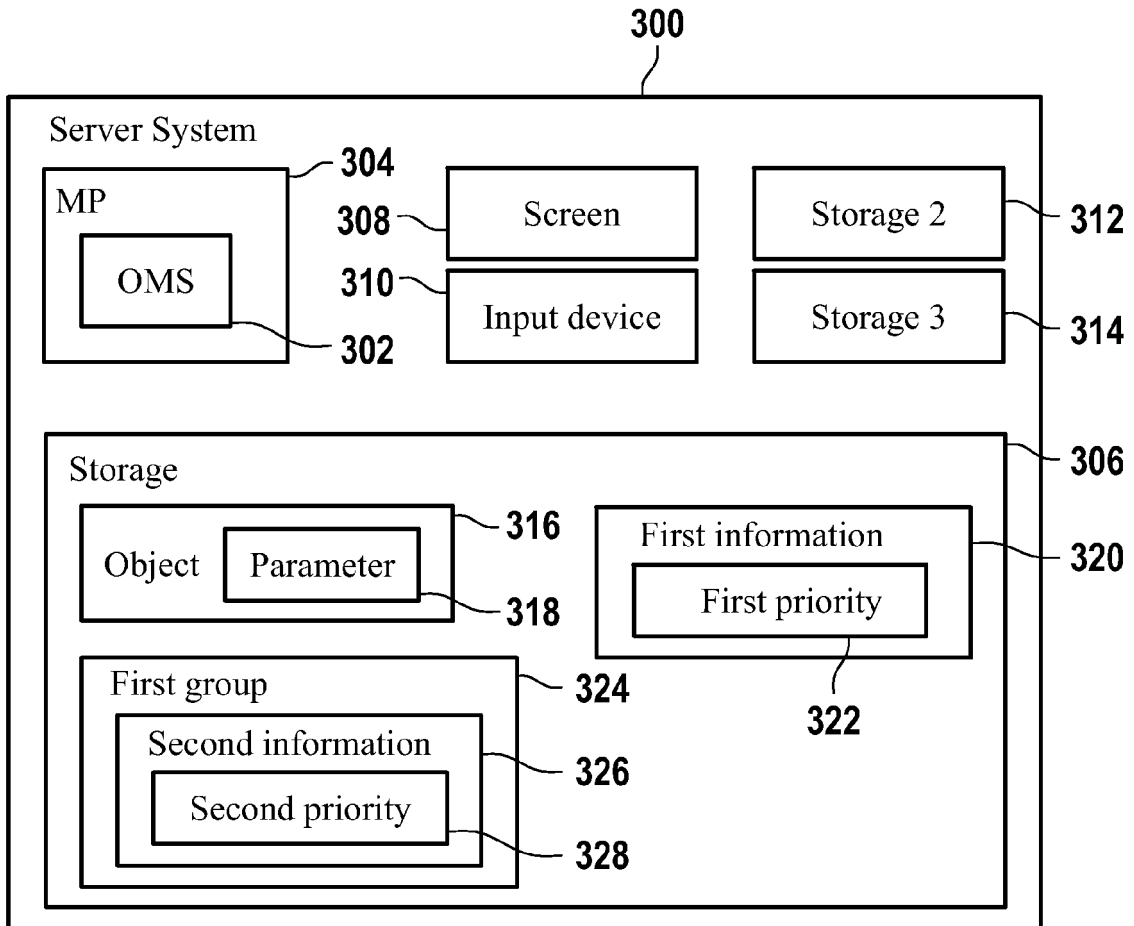 300
Server System
304
MP
OMS
302
308
Screen
310
Input device
Storage 2
312
Storage 3
314
306
Storage
316
Object
Parameter
318
First information
320
First priority
322
First group
324
Second information
326
Second priority
328